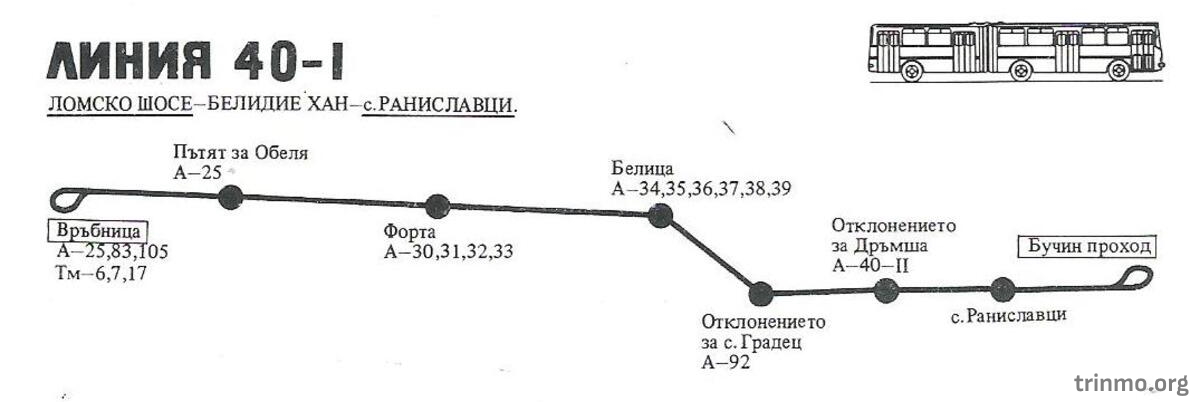 ЛИНИЯ 40-I
ЛОМСКО ШОСЕ–БЕЛИДИЕ ХАН–с.РАНИСЛАВЦИ.
Пътят за Обеля
А–25
Белица
А–34,35,36,37,38,39
Връбница
А–25,83,105
Тм–6,7,17
Форта
А–30,31,32,33
Отклонението
за Дръмша
А–40–II
Бучин проход
Отклонението
за с.Градец
А–92
с.Раниславци
trinmo.org